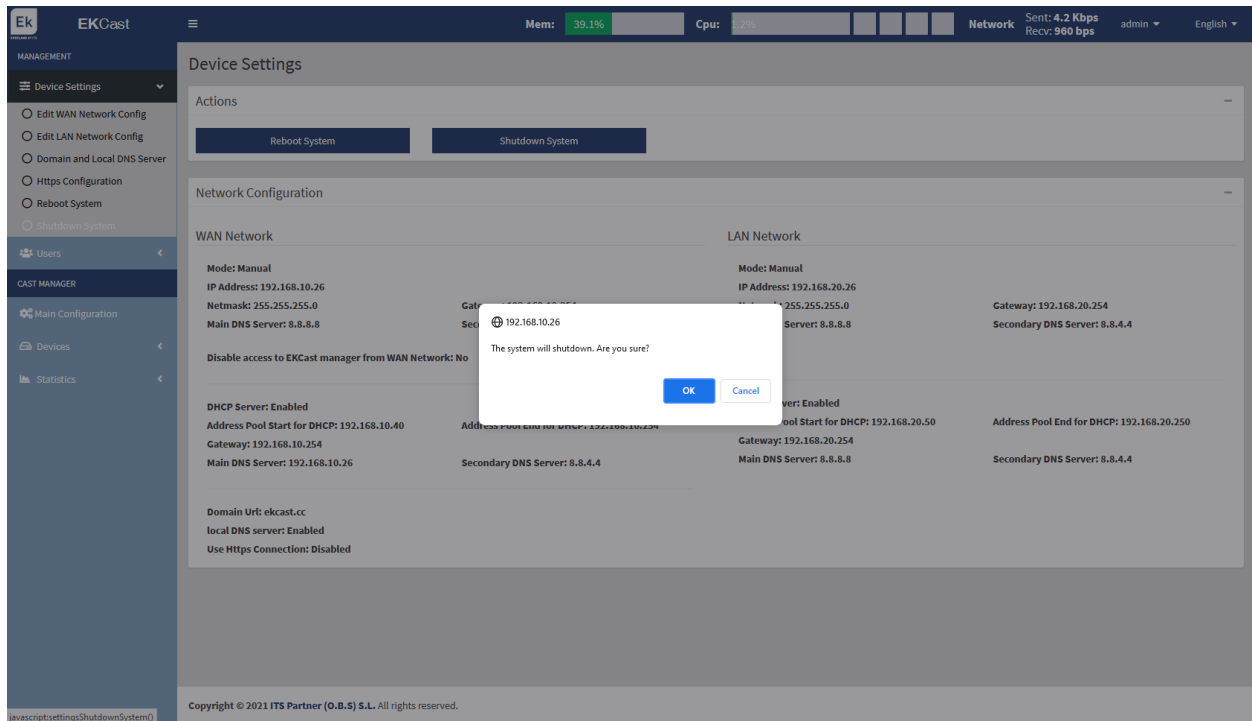 Ek EKCast
Mem: 39.1% Cpu: 1.2% Network Sent: 4.2 Kbps
Recv: 960 bps
admin English
MANAGEMENT
Device Settings
Edit WAN Network Config
Edit LAN Network Config
Domain and Local DNS Server
Https Configuration
Reboot System
Shutdown System
Users
CAST MANAGER
Main Configuration
Devices
Statistics
javascript:settingsShutdownSystem()
Device Settings
Actions
Reboot System Shutdown System
Network Configuration
WAN Network
Mode: Manual
IP Address: 192.168.10.26
Netmask: 255.255.255.0
Main DNS Server: 8.8.8.8
Disable access to EKCast manager from WAN Network: No
DHCP Server: Enabled
Address Pool Start for DHCP: 192.168.10.40
Gateway: 192.168.10.254
Main DNS Server: 192.168.10.26 Secondary DNS Server: 8.8.4.4
Domain Url: ekcast.cc
local DNS server: Enabled
Use Https Connection: Disabled
LAN Network
Mode: Manual
IP Address: 192.168.20.26
255.255.255.0 Gateway: 192.168.20.254
Server: 8.8.8.8 Secondary DNS Server: 8.8.4.4
Enabled
Start for DHCP: 192.168.20.50 Address Pool End for DHCP: 192.168.20.250
Gateway: 192.168.20.254
Main DNS Server: 8.8.8.8 Secondary DNS Server: 8.8.4.4
192.168.10.26
The system will shutdown. Are you sure?
OK Cancel
Copyright © 2021 ITS Partner (O.B.S) S.L. All rights reserved.